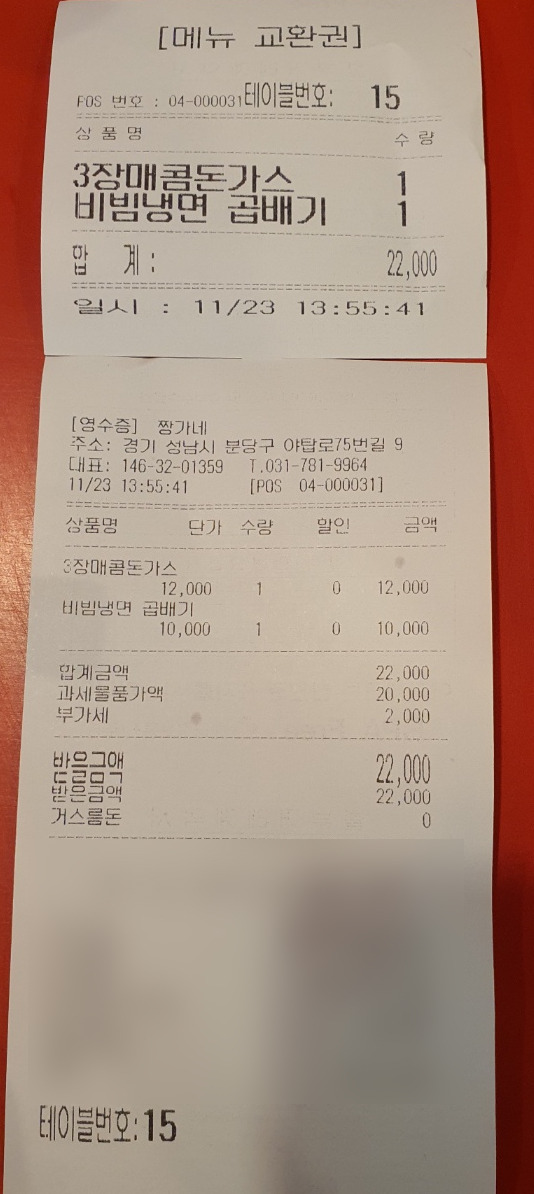 [메뉴 교환권]
POS 번호 : 04-000031테이블번호: 15
상 품 명 수 량
3장매콤돈가스 1
비빔냉면 곱배기 1
합 계 : 22,000
일시 : 11/23 13:55:41
[영수증] 짱가네
주소: 경기 성남시 분당구 야탑로75번길 9
대표: 146-32-01359 T.031-781-9964
11/23 13:55:41 [POS 04-000031]
상품명 단가 수량 할인 금액
3장매콤돈가스
12,000 1 0 12,000
비빔냉면 곱배기
10,000 1 0 10,000
합계금액 22,000
과세물품가액 20,000
부가세 2,000
받을금액 22,000
받은금액 22,000
거스름돈 0
테이블번호:15